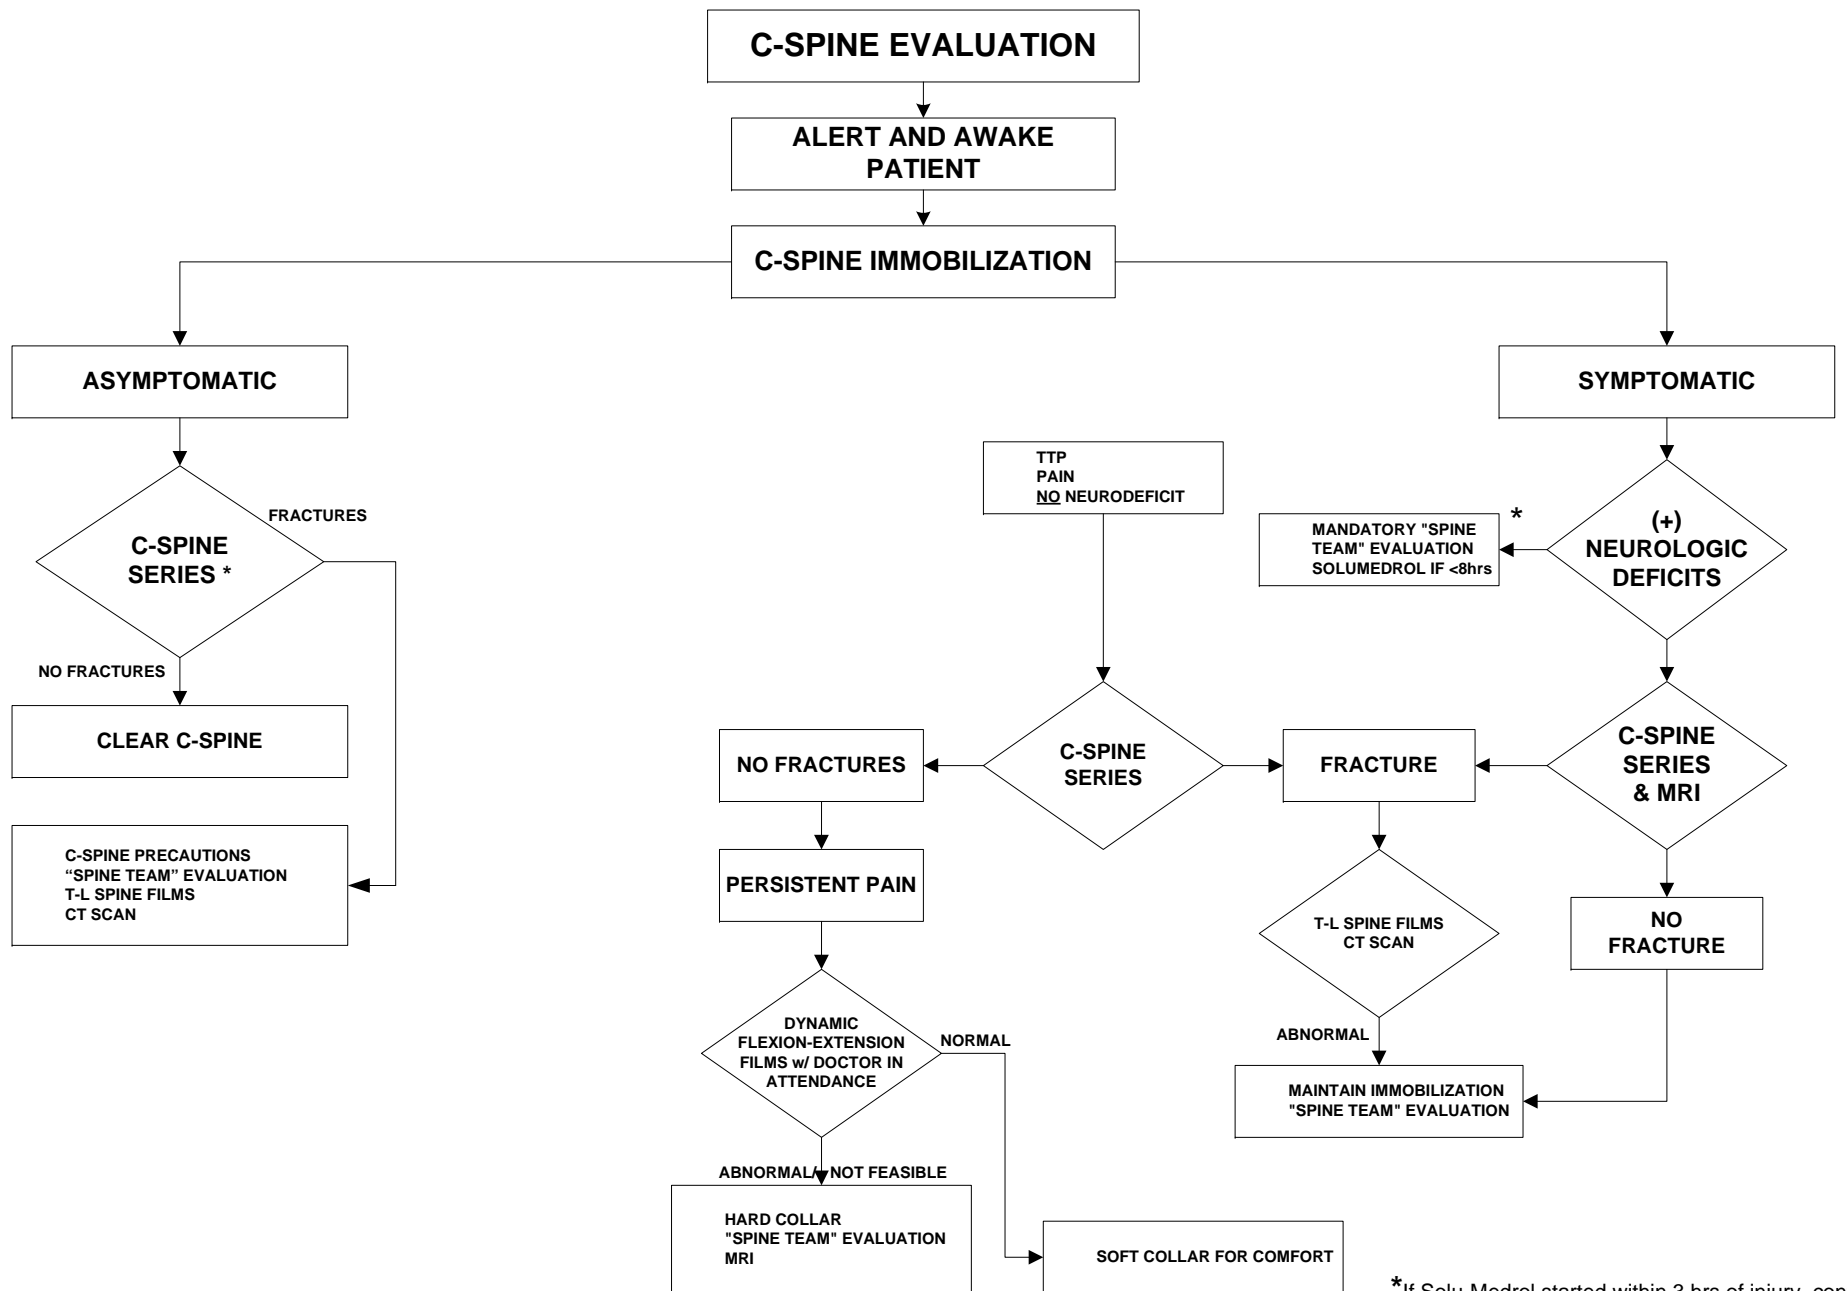 C-SPINE EVALUATION
ALERT AND AWAKE
PATIENT
C-SPINE IMMOBILIZATION
ASYMPTOMATIC
SYMPTOMATIC
C-SPINE
SERIES *
FRACTURES
NO FRACTURES
CLEAR C-SPINE
C-SPINE PRECAUTIONS
“SPINE TEAM” EVALUATION
T-L SPINE FILMS
CT SCAN
TTP
PAIN
NO NEURODEFICIT
*
MANDATORY "SPINE
TEAM" EVALUATION
SOLUMEDROL IF <8hrs
(+)
NEUROLOGIC
DEFICITS
NO FRACTURES
C-SPINE
SERIES
FRACTURE
C-SPINE
SERIES
& MRI
PERSISTENT PAIN
T-L SPINE FILMS
CT SCAN
NO
FRACTURE
DYNAMIC
FLEXION-EXTENSION
FILMS w/ DOCTOR IN
ATTENDANCE
NORMAL
ABNORMAL
MAINTAIN IMMOBILIZATION
"SPINE TEAM" EVALUATION
ABNORMAL/ NOT FEASIBLE
HARD COLLAR
"SPINE TEAM" EVALUATION
MRI
SOFT COLLAR FOR COMFORT
*If Solu-Medrol started within 3 hrs of injury, con